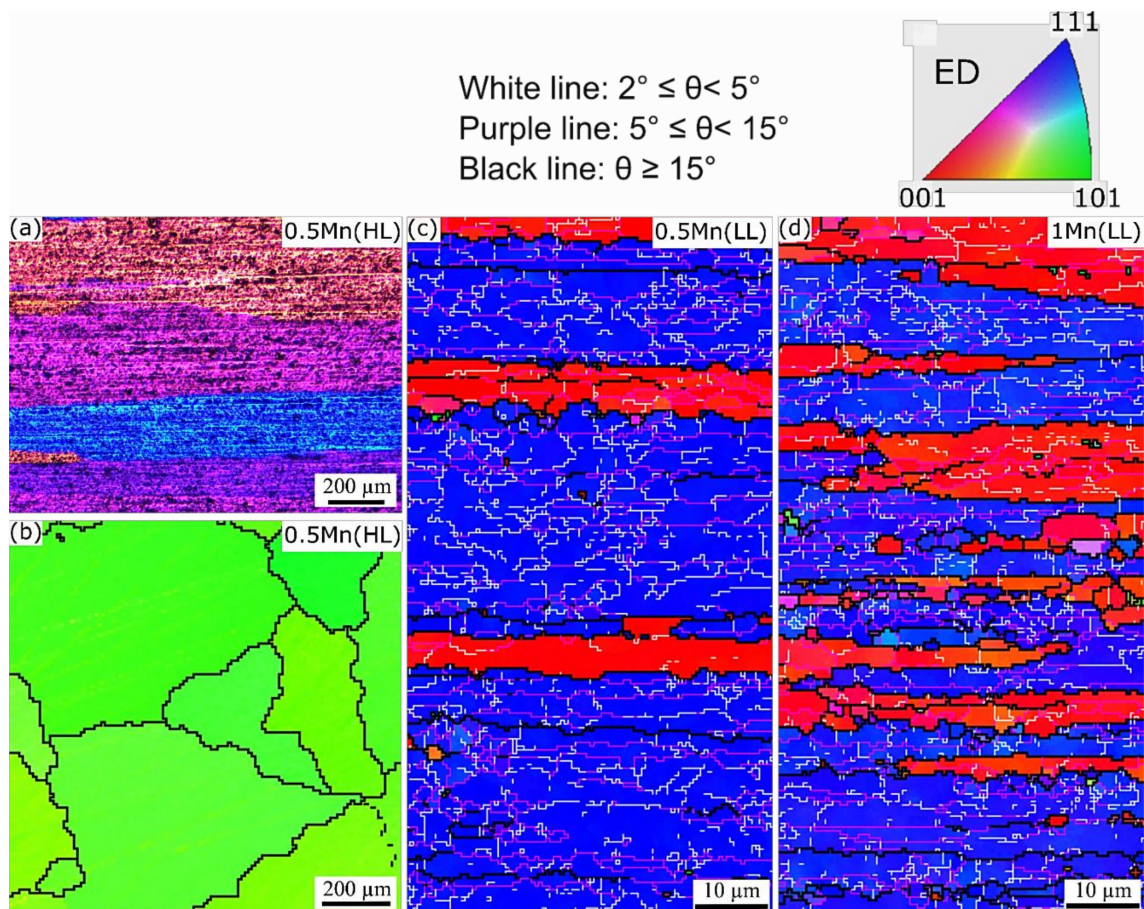 111
ED
White line: 2° ≤ θ< 5°
Purple line: 5° ≤ θ< 15°
Black line: θ ≥ 15°
001
101
(a)
0.5Mn(HL)
200 µm
(b)
0.5Mn(HL)
200 µm
(c)
0.5Mn(LL)
10 µm
(d)
1Mn(LL)
10 µm